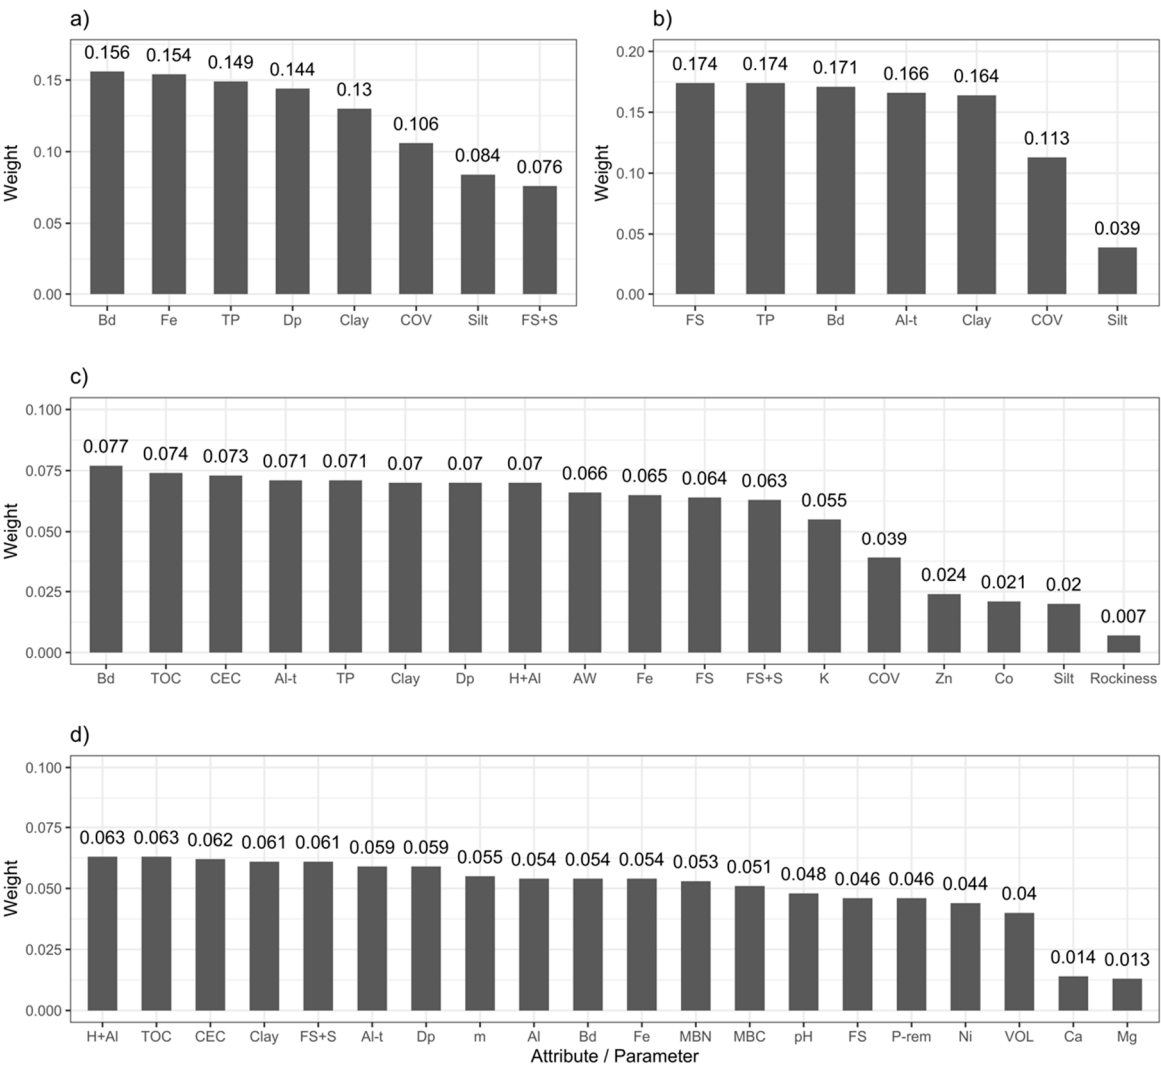 a)
0.156 0.154 0.149 0.144 0.13 0.106 0.084 0.076
0.15
0.10
0.05
0.00
Weight
Bd Fe TP Dp Clay COV Silt FS+S
b)
0.20
0.174 0.174 0.171 0.166 0.164 0.113 0.039
0.15
0.10
0.05
0.00
Weight
FS TP Bd Al-t Clay COV Silt
c)
0.100
0.077 0.074 0.073 0.071 0.071 0.07 0.07 0.07 0.066 0.065 0.064 0.063 0.055 0.039 0.024 0.021 0.02 0.007
0.075
0.050
0.025
0.000
Weight
Bd TOC CEC Al-t TP Clay Dp H+Al AW Fe FS FS+S K COV Zn Co Silt Rockiness
d)
0.100
0.075
0.063 0.063 0.062 0.061 0.061 0.059 0.059 0.055 0.054 0.054 0.054 0.053 0.051 0.048 0.046 0.046 0.044 0.04 0.014 0.013
0.050
0.025
0.000
Weight
H+Al TOC CEC Clay FS+S Al-t Dp m Al Bd Fe MBN MBC pH FS P-rem Ni VOL Ca Mg
Attribute / Parameter